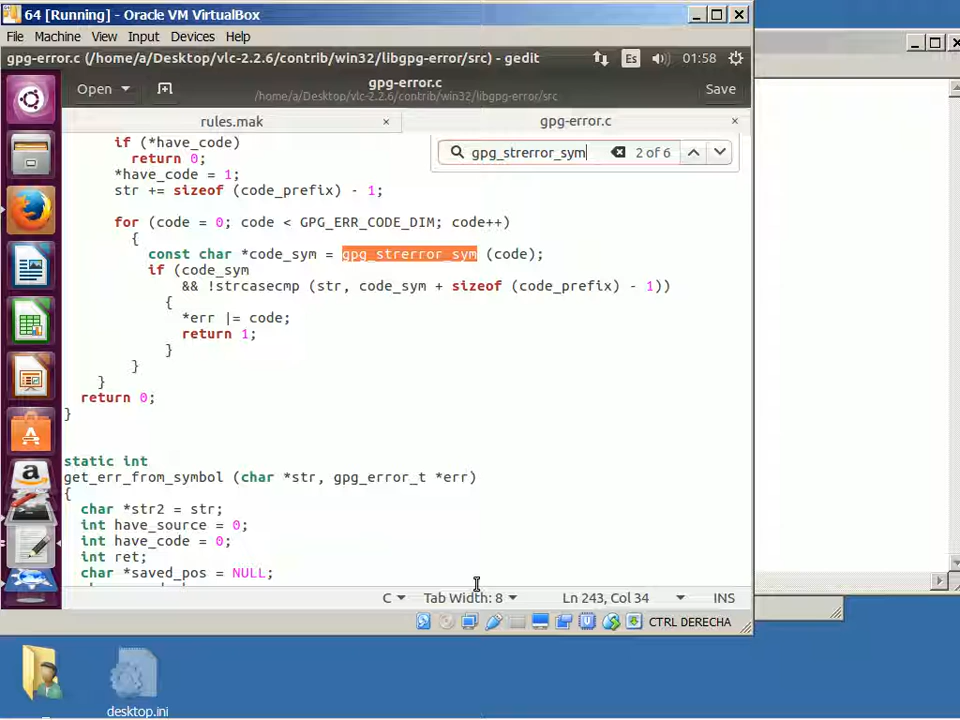 64 [Running] - Oracle VM VirtualBox
File Machine View Input Devices Help
gpg-error.c (/home/a/Desktop/vlc-2.2.6/contrib/win32/libgpg-error/src) - gedit
Es
01:58
Open
gpg-error.c
/home/a/Desktop/vlc-2.2.6/contrib/win32/libgpg-error/src
Save
rules.mak ×
gpg-error.c ×
gpg_strerror_sym 2 of 6
if (*have_code)
return 0;
*have_code = 1;
str += sizeof (code_prefix) - 1;
for (code = 0; code < GPG_ERR_CODE_DIM; code++)
{
const char *code_sym = gpg_strerror_sym (code);
if (code_sym
&& !strcasecmp (str, code_sym + sizeof (code_prefix) - 1))
{
*err |= code;
return 1;
}
}
}
return 0;
}
static int
get_err_from_symbol (char *str, gpg_error_t *err)
{
char *str2 = str;
int have_source = 0;
int have_code = 0;
int ret;
char *saved_pos = NULL;
C Tab Width: 8 Ln 243, Col 34 INS
CTRL DERECHA
desktop.ini